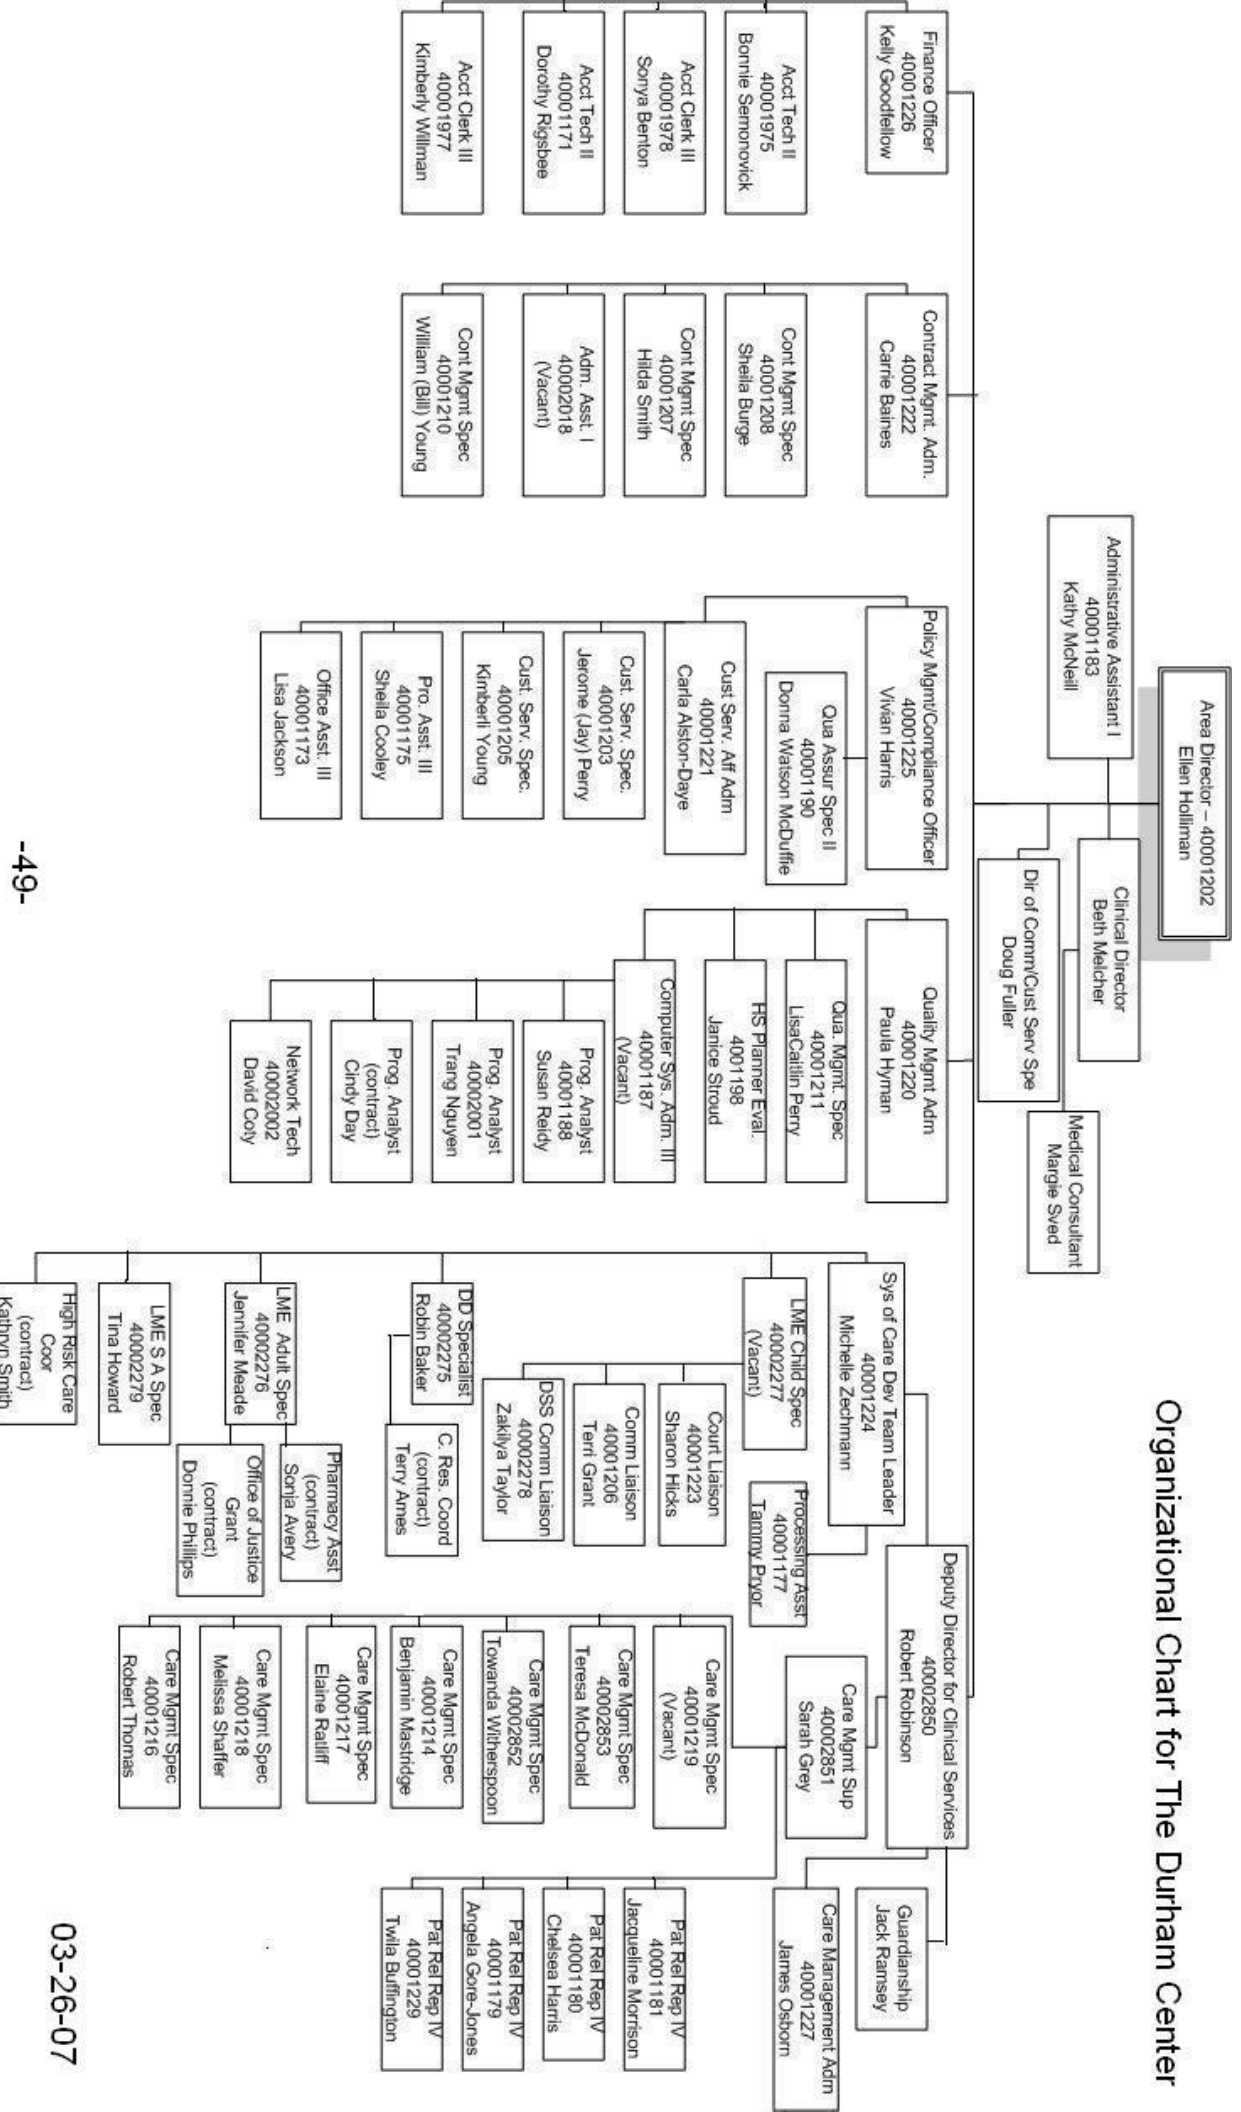 Organizational Chart for The Durham Center
Area Director – 40001202
Ellen Holliman
Administrative Assistant I
40001183
Kathy McNeill
Clinical Director
Beth Melcher
Medical Consultant
Margie Sved
Dir of Comm/Cust Serv Spe
Doug Fuller
Finance Officer
40001226
Kelly Goodfellow
Acct Tech II
40001975
Bonnie Semonovick
Acct Clerk III
40001978
Sonya Benton
Acct Tech II
40001171
Dorothy Rigsbee
Acct Clerk III
40001977
Kimberly Willman
Contract Mgmt. Adm.
40001222
Carrie Baines
Cont Mgmt Spec
40001208
Sheila Burge
Cont Mgmt Spec
40001207
Hilda Smith
Adm. Asst. I
40002018
(Vacant)
Cont Mgmt Spec
40001210
William (Bill) Young
Policy Mgmt/Compliance Officer
40001225
Vivian Harris
Qua Assur Spec II
40001190
Donna Watson McDuffie
Cust Serv. Aff Adm
40001221
Carla Alston-Daye
Cust. Serv. Spec.
40001203
Jerome (Jay) Perry
Cust. Serv. Spec.
40001205
Kimberli Young
Pro. Asst. III
40001175
Sheila Cooley
Office Asst. III
40001173
Lisa Jackson
Quality Mgmt Adm
40001220
Paula Hyman
Qua. Mgmt. Spec
40001211
LisaCaitlin Perry
HS Planner Eval.
4001198
Janice Stroud
Computer Sys. Adm. III
40001187
(Vacant)
Prog. Analyst
40001188
Susan Reidy
Prog. Analyst
40002001
Trang Nguyen
Prog. Analyst
(contract)
Cindy Day
Network Tech
40002002
David Coty
Deputy Director for Clinical Services
40002850
Robert Robinson
Sys of Care Dev Team Leader
40001224
Michelle Zechmann
Processing Asst
40001177
Tammy Pryor
LME Child Spec
40002277
(Vacant)
Court Liaison
40001223
Sharon Hicks
Comm Liaison
40001206
Terri Grant
DSS Comm Liaison
40002278
Zakilya Taylor
DD Specialist
40002275
Robin Baker
C. Res. Coord
(contract)
Terry Ames
LME Adult Spec
40002276
Jennifer Meade
Pharmacy Asst
(contract)
Sonja Avery
Office of Justice
Grant
(contract)
Donnie Phillips
LME S A Spec
40002279
Tina Howard
High Risk Care
Coor
(contract)
Kathryn Smith
Care Mgmt Sup
40002851
Sarah Grey
Care Mgmt Spec
40001219
(Vacant)
Care Mgmt Spec
40002853
Teresa McDonald
Care Mgmt Spec
40002852
Towanda Witherspoon
Care Mgmt Spec
40001214
Benjamin Mastridge
Care Mgmt Spec
40001217
Elaine Ratliff
Care Mgmt Spec
40001218
Melissa Shaffer
Care Mgmt Spec
40001216
Robert Thomas
Guardianship
Jack Ramsey
Care Management Adm
40001227
James Osborn
Pat Rel Rep IV
40001181
Jacqueline Morrison
Pat Rel Rep IV
40001180
Chelsea Harris
Pat Rel Rep IV
40001179
Angela Gore-Jones
Pat Rel Rep IV
40001229
Twila Buffington
-49-
03-26-07